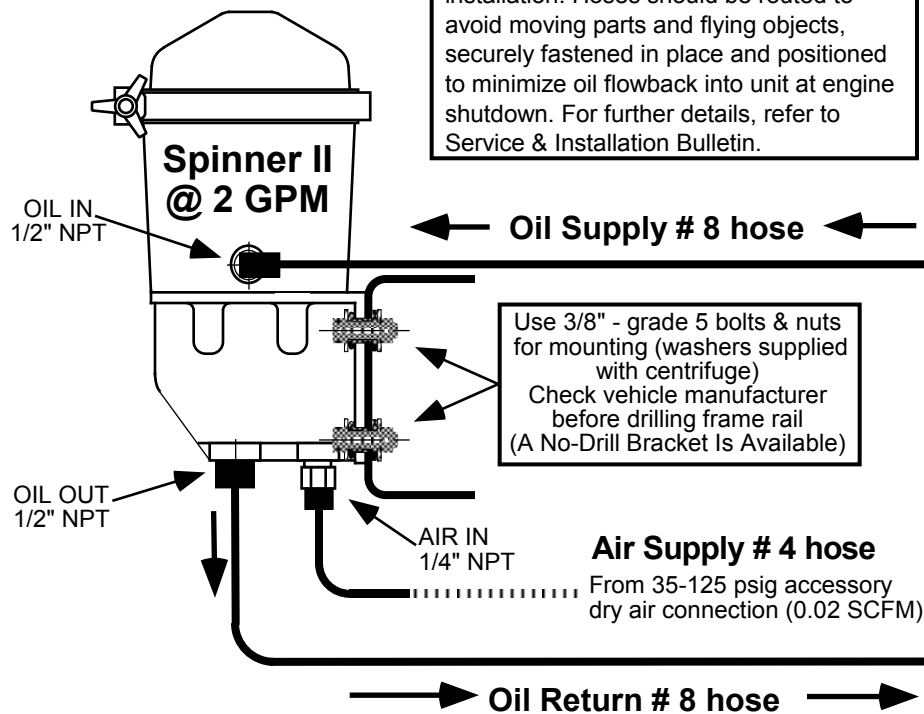 installation. Hoses should be routed to
avoid moving parts and flying objects,
securely fastened in place and positioned
to minimize oil flowback into unit at engine
shutdown. For further details, refer to
Service & Installation Bulletin.
Spinner II
@ 2 GPM
OIL IN
1/2" NPT
Oil Supply # 8 hose
Use 3/8" - grade 5 bolts & nuts
for mounting (washers supplied
with centrifuge)
Check vehicle manufacturer
before drilling frame rail
(A No-Drill Bracket Is Available)
OIL OUT
1/2" NPT
AIR IN
1/4" NPT
Air Supply # 4 hose
From 35-125 psig accessory
dry air connection (0.02 SCFM)
Oil Return # 8 hose